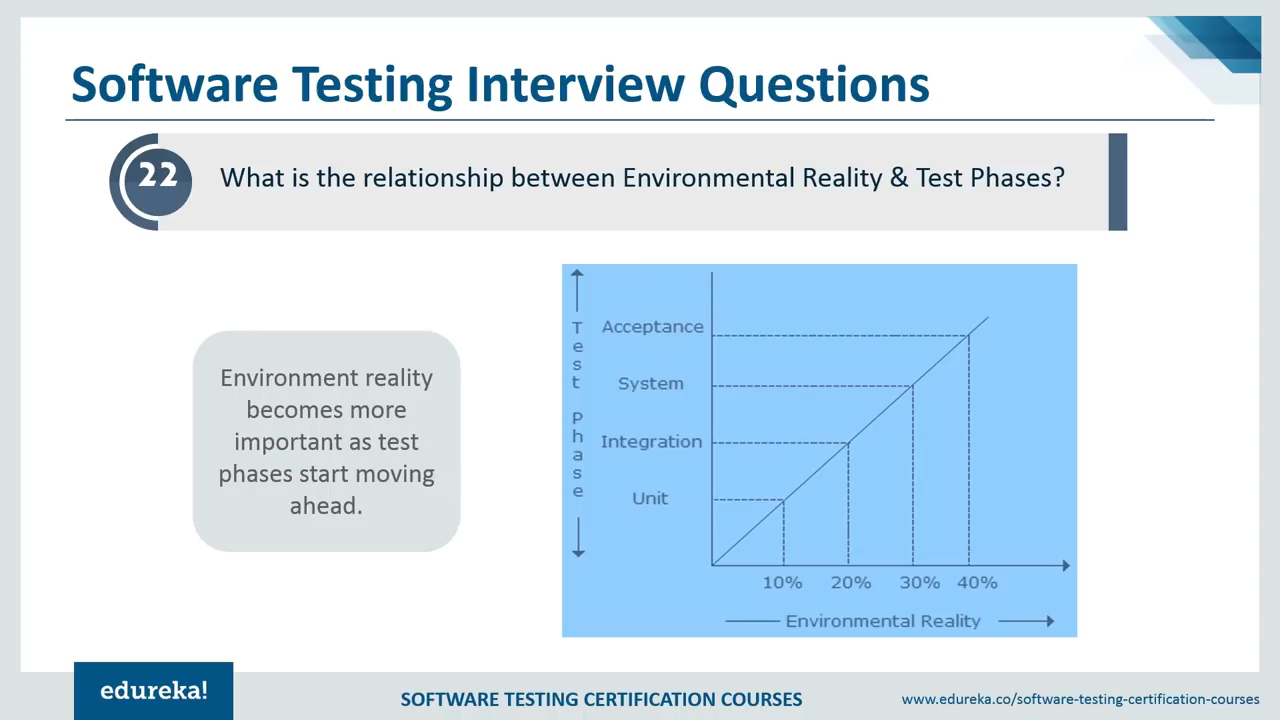 Software Testing Interview Questions
22
What is the relationship between Environmental Reality & Test Phases?
Environment reality
becomes more
important as test
phases start moving
ahead.
Test Phase
Acceptance
System
Integration
Unit
10% 20% 30% 40%
Environmental Reality
edureka!
SOFTWARE TESTING CERTIFICATION COURSES
www.edureka.co/software-testing-certification-courses